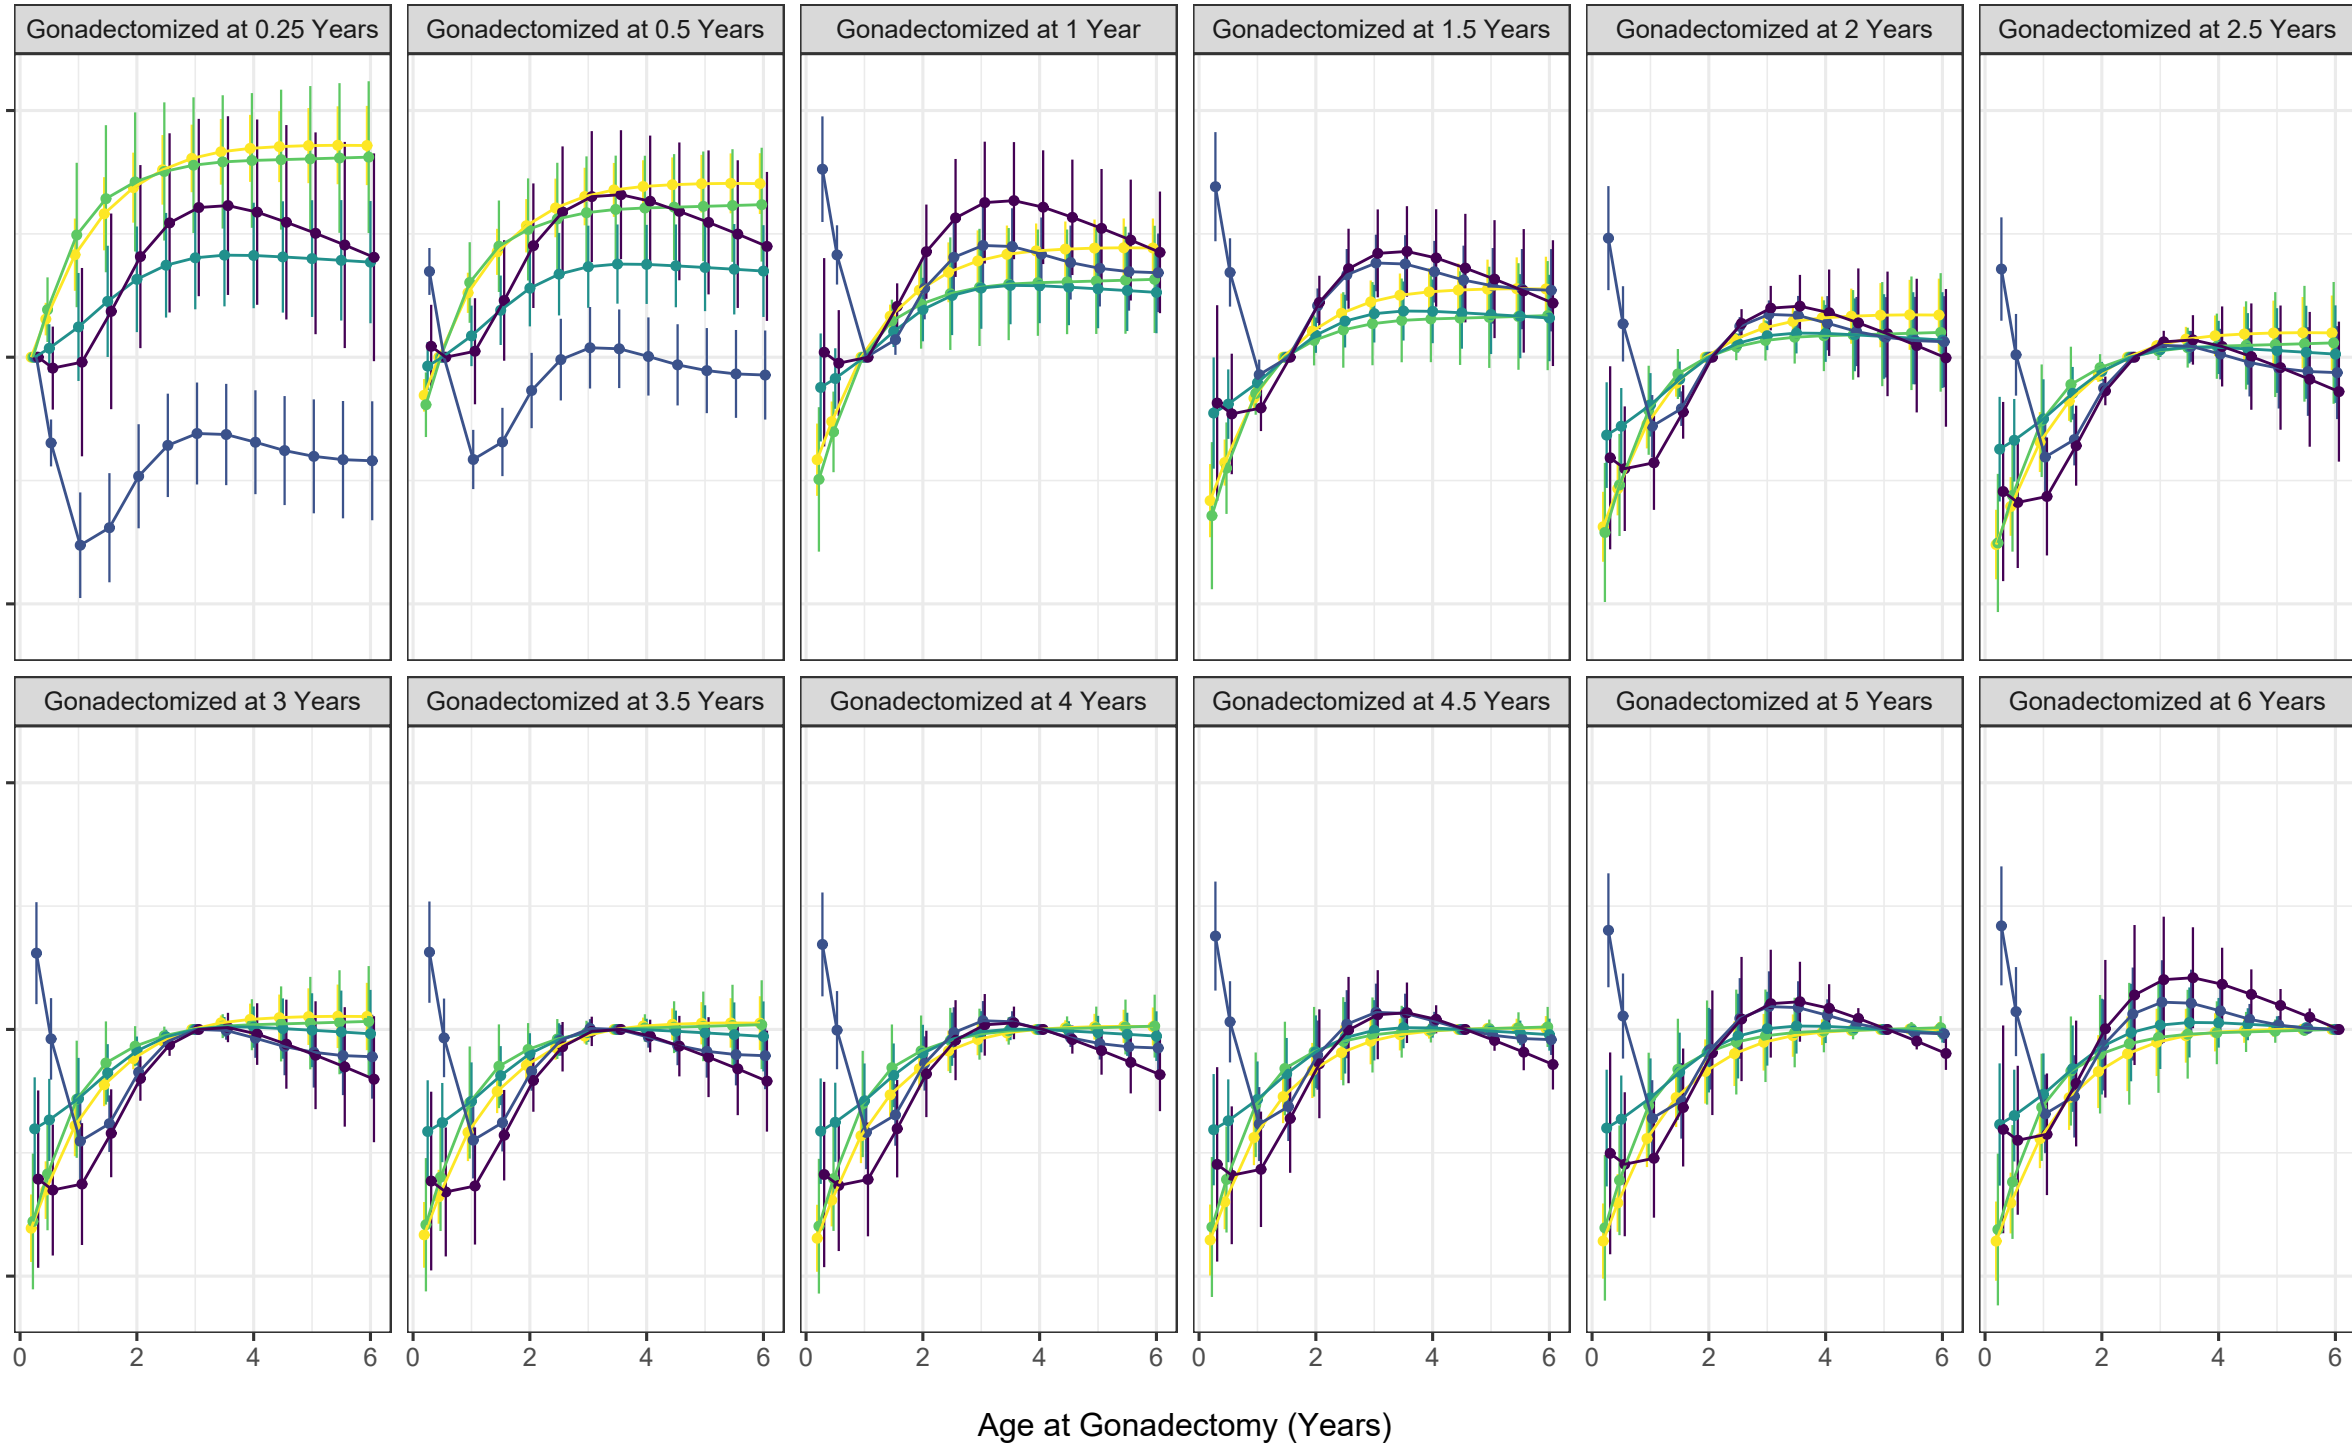 Gonadectomized at 0.25 Years
Gonadectomized at 0.5 Years
Gonadectomized at 1 Year
Gonadectomized at 1.5 Years
Gonadectomized at 2 Years
Gonadectomized at 2.5 Years
Gonadectomized at 3 Years
Gonadectomized at 3.5 Years
Gonadectomized at 4 Years
Gonadectomized at 4.5 Years
Gonadectomized at 5 Years
Gonadectomized at 6 Years
0 2 4 6
0 2 4 6
0 2 4 6
0 2 4 6
0 2 4 6
0 2 4 6
Age at Gonadectomy (Years)